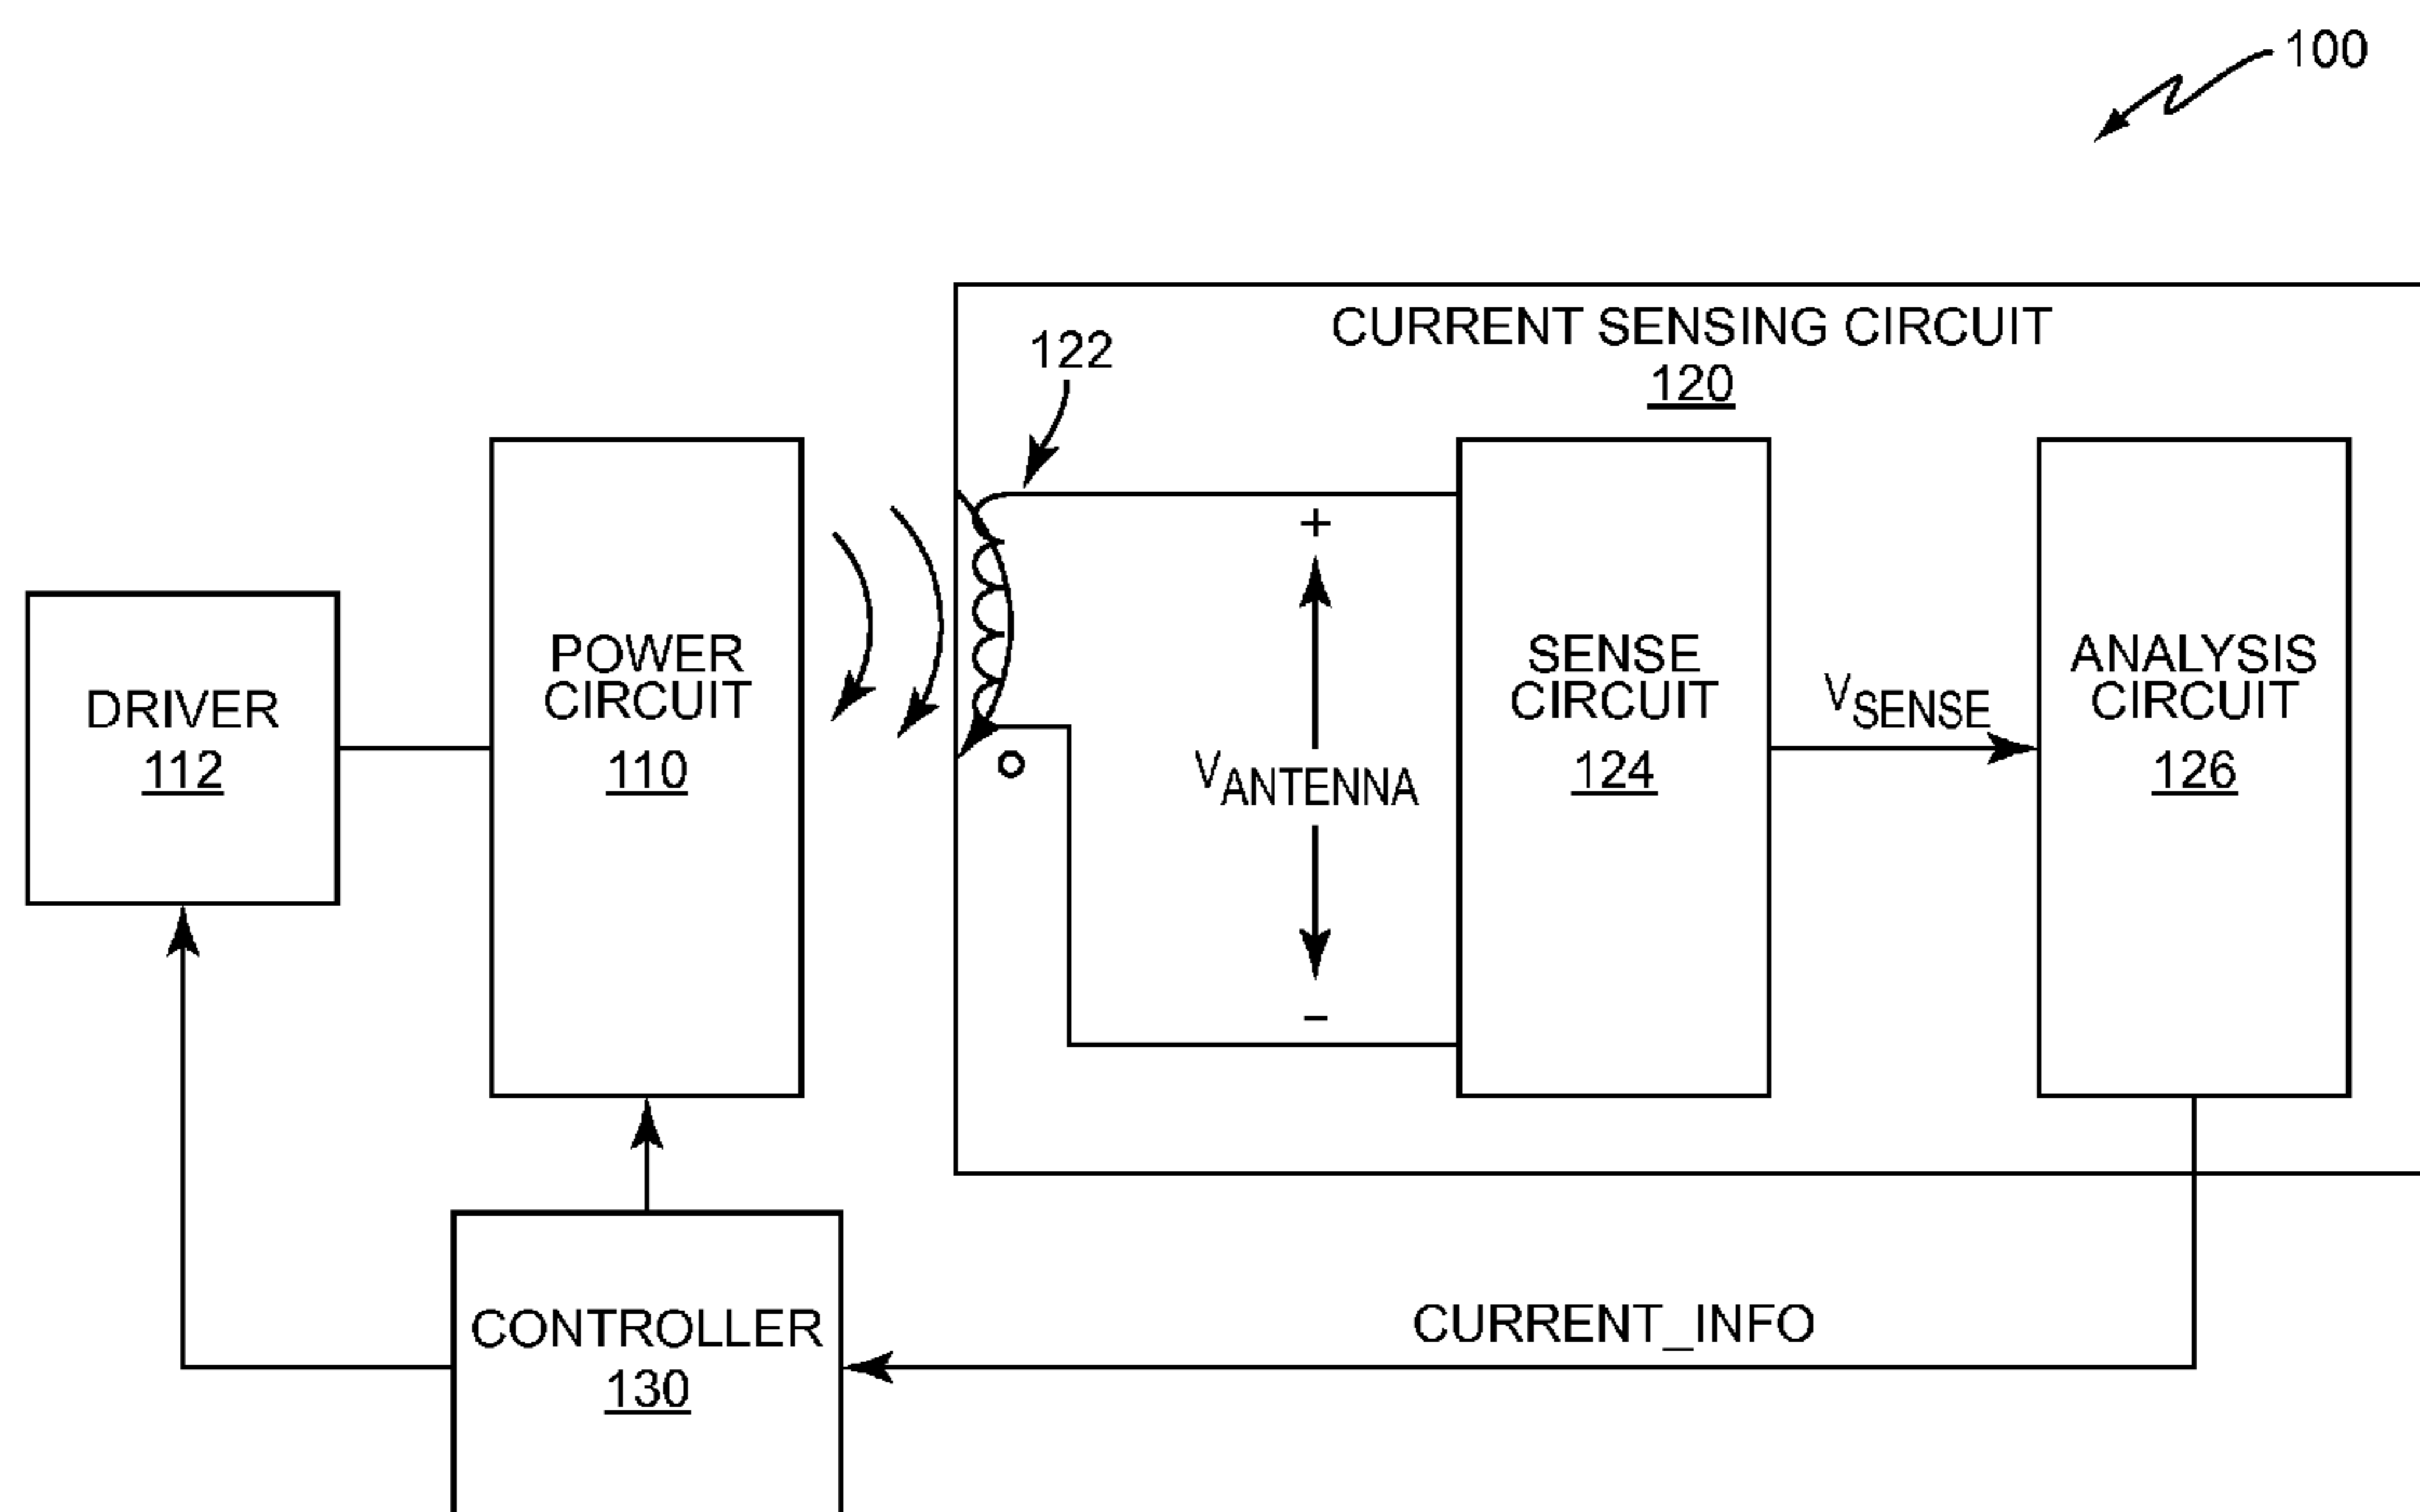 100
CURRENT SENSING CIRCUIT
120
122
DRIVER
112
POWER
CIRCUIT
110
+
VANTENNA
–
SENSE
CIRCUIT
124
VSENSE
ANALYSIS
CIRCUIT
126
CONTROLLER
130
CURRENT_INFO